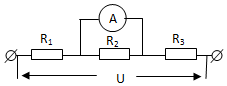 A
R₁ R₂ R₃
U